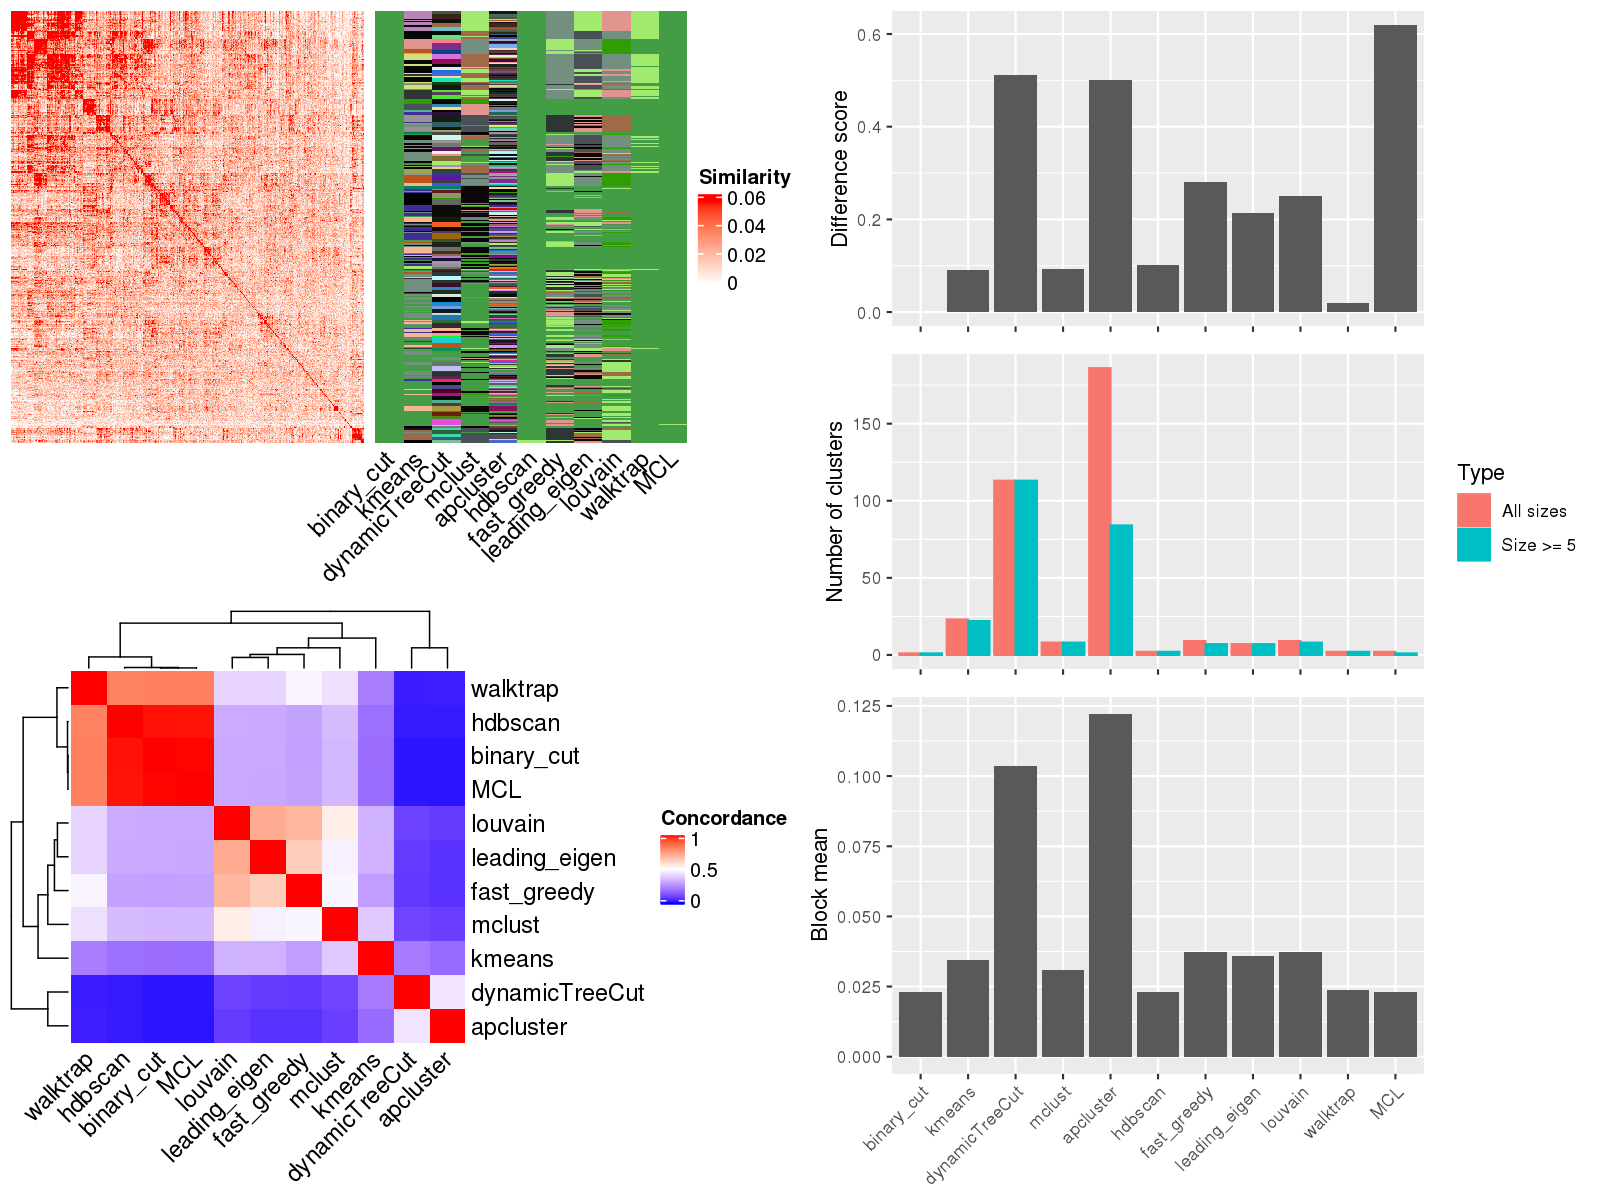 Similarity
0.06
0.04
0.02
0
binary_cut
kmeans
dynamicTreeCut
mclust
apcluster
hdbscan
fast_greedy
leading_eigen
louvain
walktrap
MCL
walktrap
hdbscan
binary_cut
MCL
louvain
leading_eigen
fast_greedy
mclust
kmeans
dynamicTreeCut
apcluster
Concordance
1
0.5
0
walktrap
hdbscan
binary_cut
MCL
louvain
leading_eigen
fast_greedy
mclust
kmeans
dynamicTreeCut
apcluster
Difference score
0.6
0.4
0.2
0.0
Number of clusters
150
100
50
0
Type
All sizes
Size >= 5
Block mean
0.125
0.100
0.075
0.050
0.025
0.000
binary_cut
kmeans
dynamicTreeCut
mclust
apcluster
hdbscan
fast_greedy
leading_eigen
louvain
walktrap
MCL